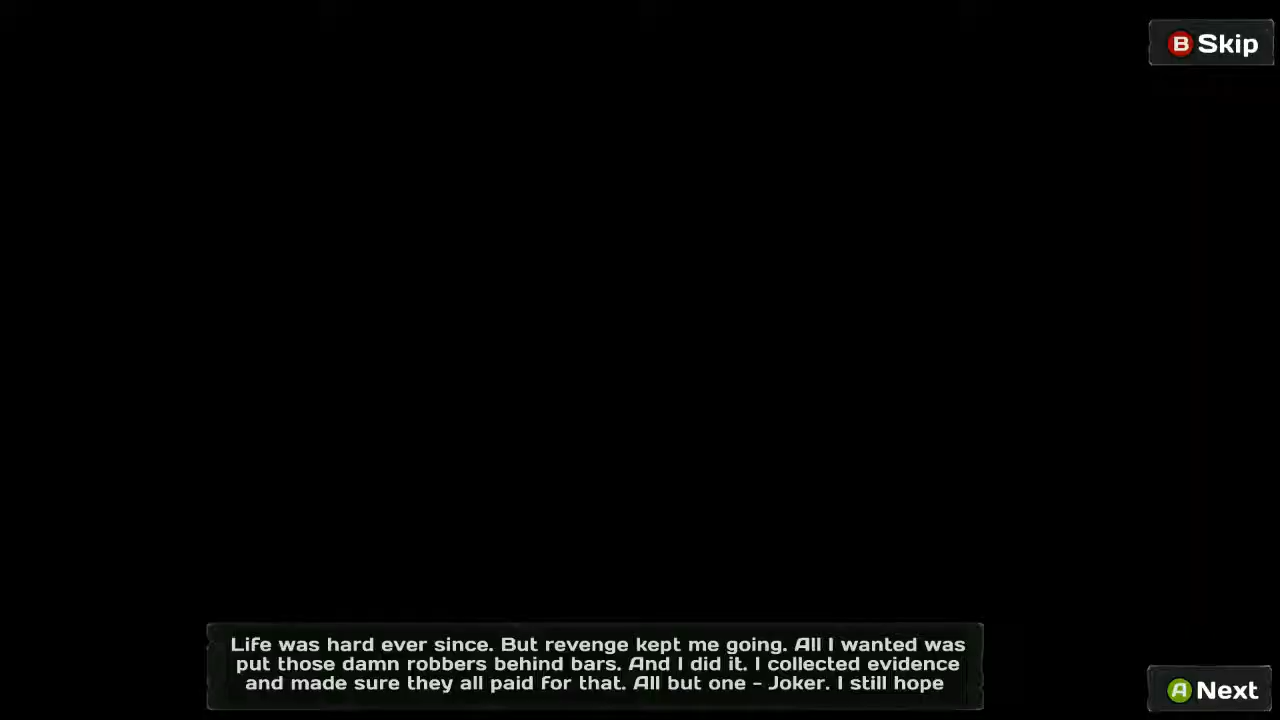 B Skip
Life was hard ever since. But revenge kept me going. All I wanted was
put those damn robbers behind bars. And I did it. I collected evidence
and made sure they all paid for that. All but one - Joker. I still hope
A Next